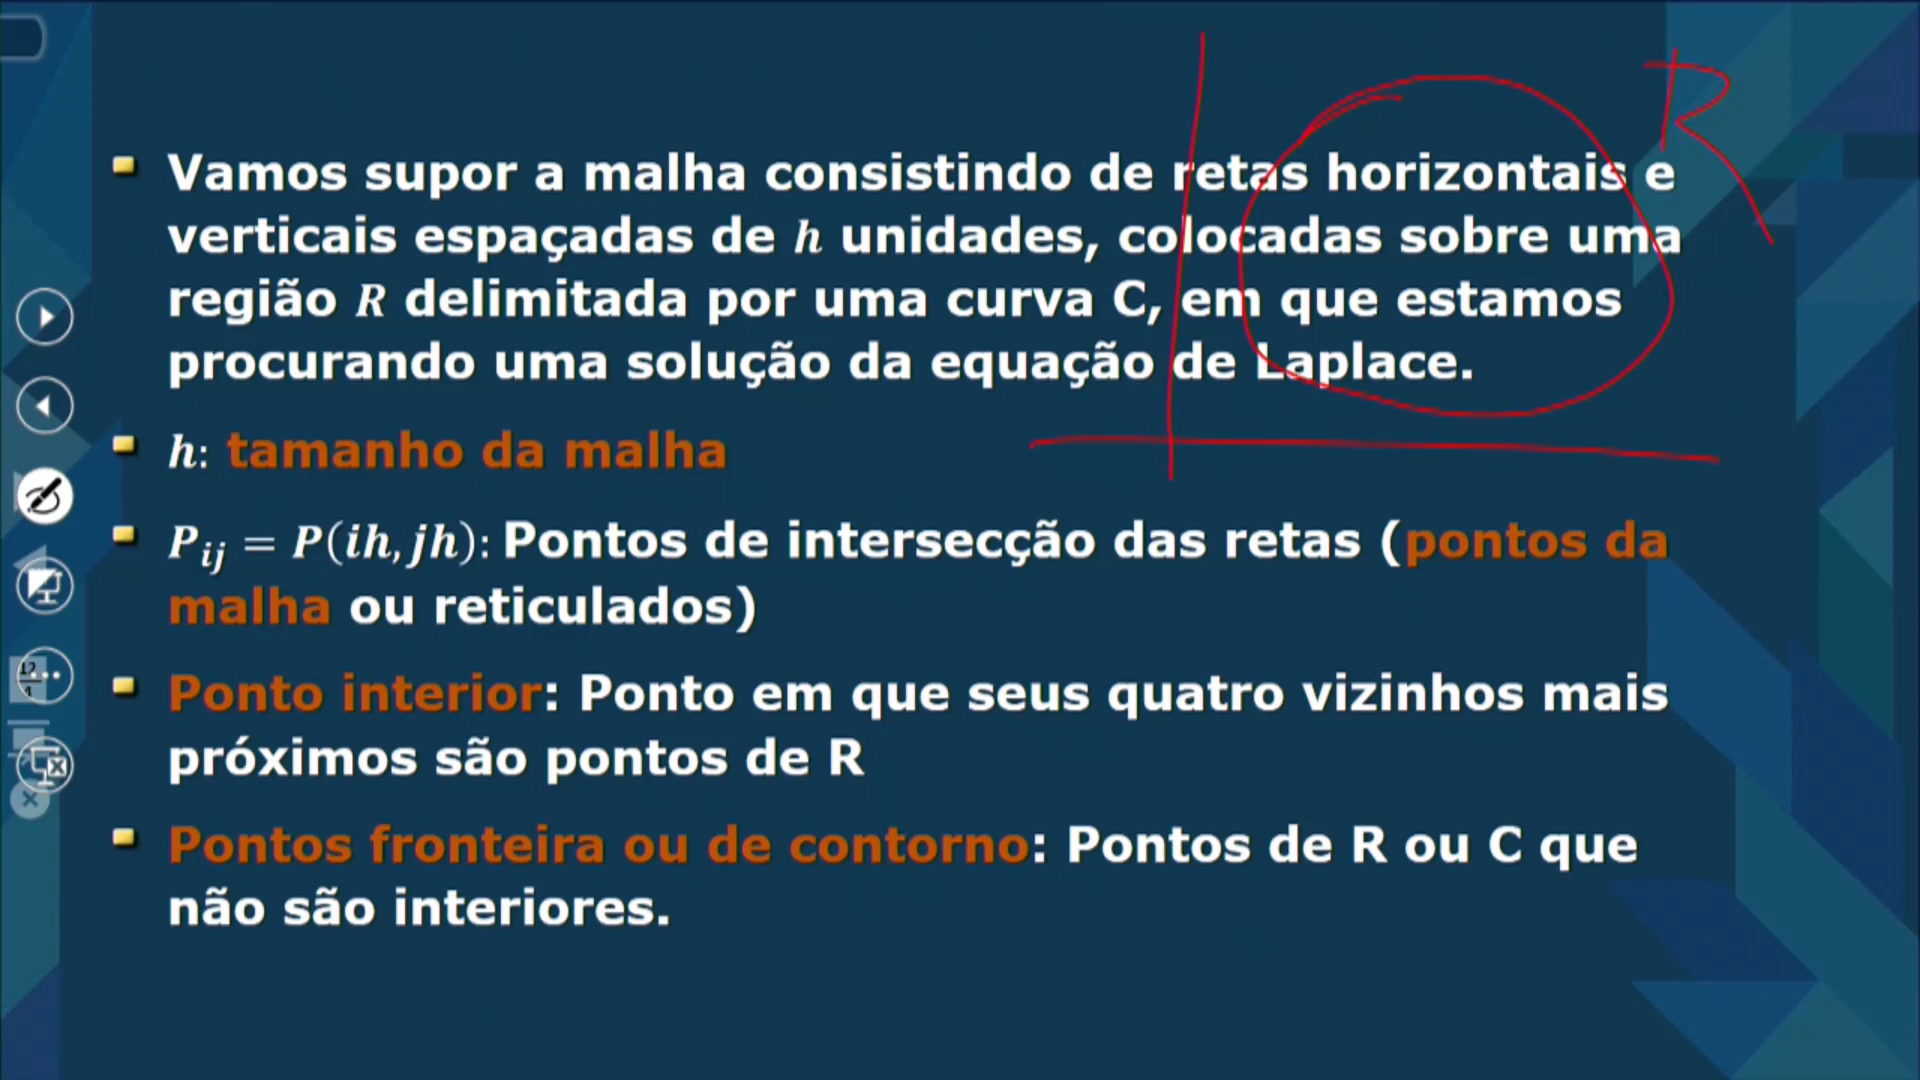 Vamos supor a malha consistindo de retas horizontais e
verticais espaçadas de h unidades, colocadas sobre uma
região R delimitada por uma curva C, em que estamos
procurando uma solução da equação de Laplace.
h: tamanho da malha
P_ij = P(ih, jh): Pontos de intersecção das retas (pontos da
malha ou reticulados)
Ponto interior: Ponto em que seus quatro vizinhos mais
próximos são pontos de R
Pontos fronteira ou de contorno: Pontos de R ou C que
não são interiores.
R